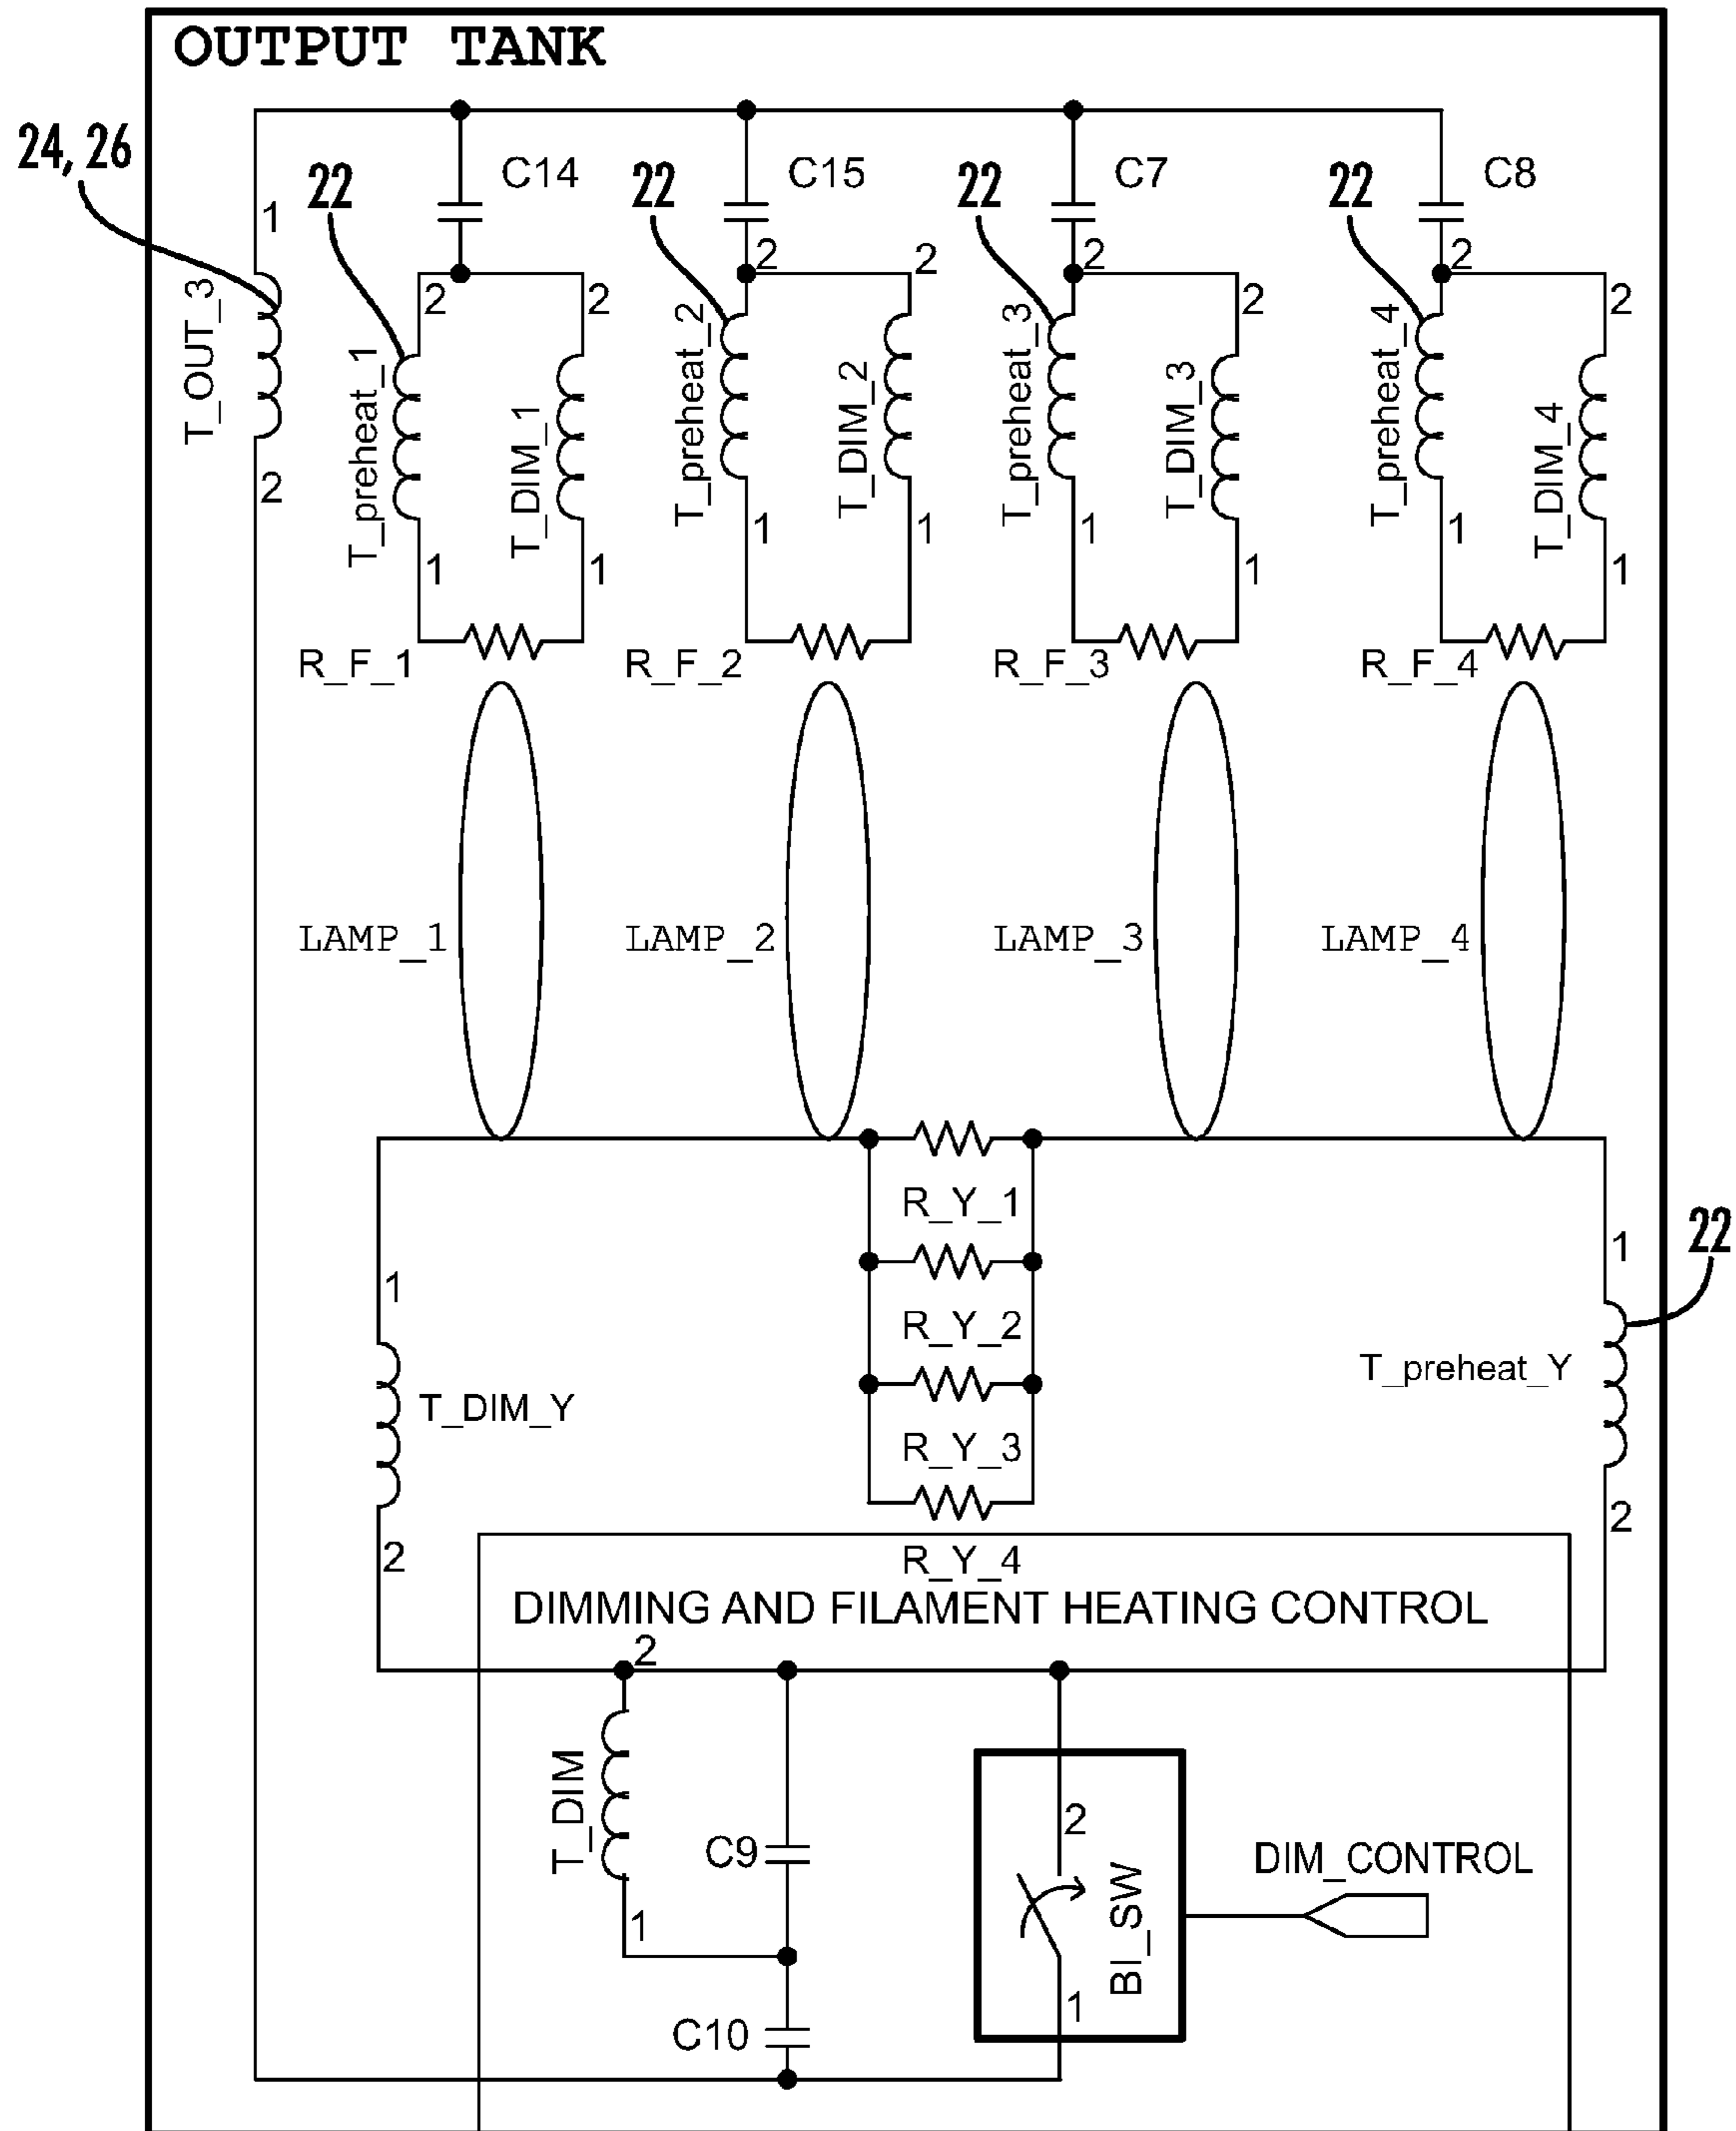 OUTPUT TANK
24, 26
1
22
C14
22
C15
22
C7
22
C8
T_OUT_3
2
2
2
T_preheat_1
T_DIM_1
1
1
2
2
T_preheat_2
T_DIM_2
1
1
2
2
T_preheat_3
T_DIM_3
1
1
2
2
T_preheat_4
T_DIM_4
1
1
R_F_1
R_F_2
R_F_3
R_F_4
LAMP_1
LAMP_2
LAMP_3
LAMP_4
R_Y_1
1
1
22
R_Y_2
T_DIM_Y
T_preheat_Y
R_Y_3
2
2
R_Y_4
DIMMING AND FILAMENT HEATING CONTROL
2
T_DIM
1
C9
C10
2
BI_SW
1
DIM_CONTROL